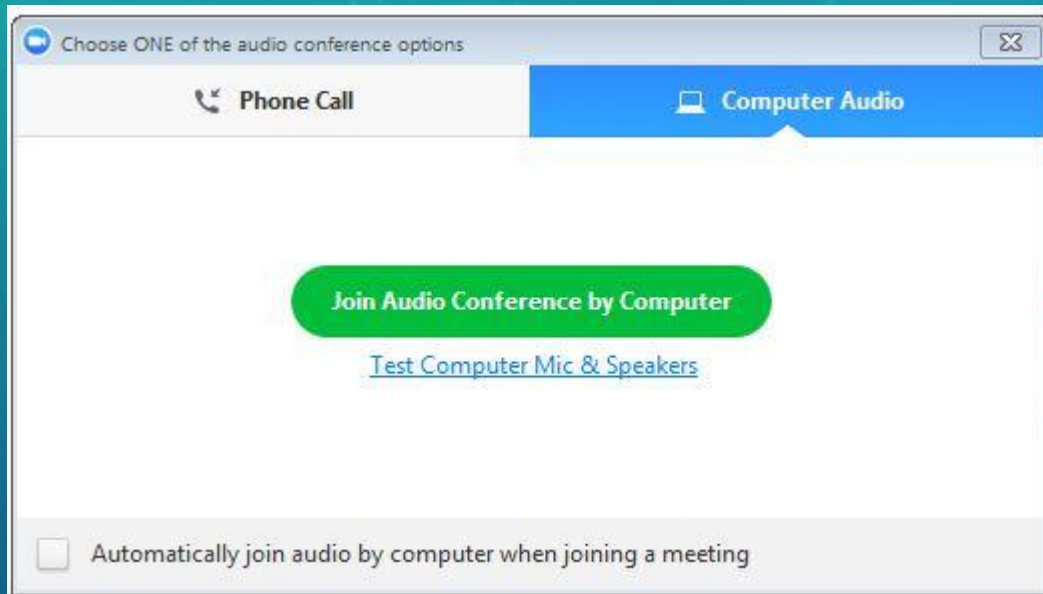 Choose ONE of the audio conference options
Phone Call
Computer Audio
Join Audio Conference by Computer
Test Computer Mic & Speakers
Automatically join audio by computer when joining a meeting